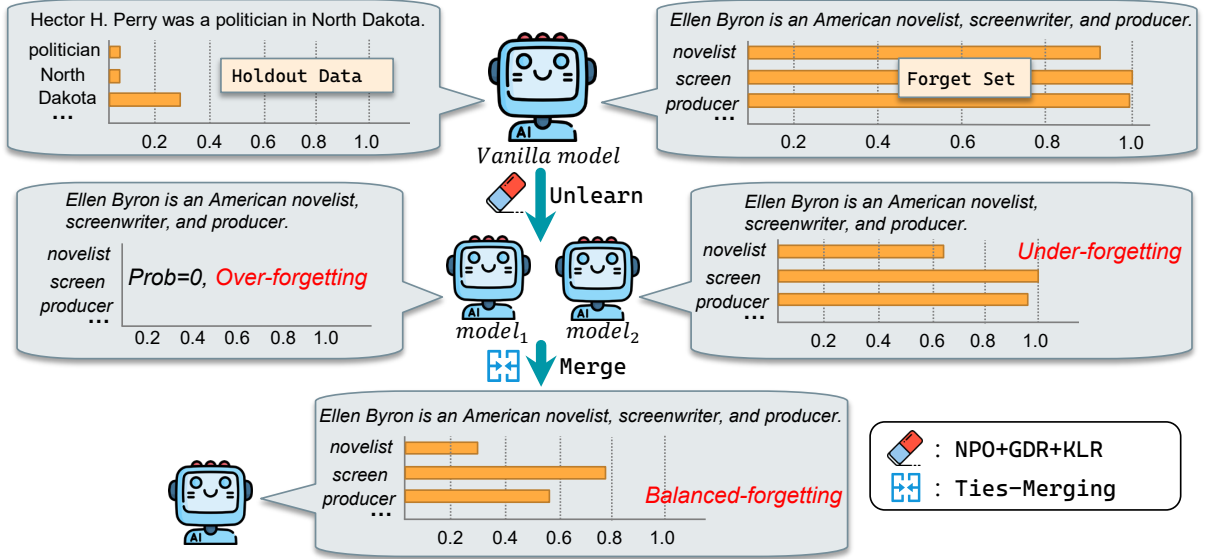 Hector H. Perry was a politician in North Dakota.
politician
North
Dakota
...
Holdout Data
0.2 0.4 0.6 0.8 1.0
AI
Vanilla model
Ellen Byron is an American novelist, screenwriter, and producer.
novelist
screen
producer
...
Forget Set
0.2 0.4 0.6 0.8 1.0
Unlearn
Ellen Byron is an American novelist,
screenwriter, and producer.
novelist
screen
producer
...
Prob=0, Over-forgetting
0.2 0.4 0.6 0.8 1.0
AI
model1
AI
model2
Ellen Byron is an American novelist,
screenwriter, and producer.
novelist
screen
producer
...
Under-forgetting
0.2 0.4 0.6 0.8 1.0
Merge
Ellen Byron is an American novelist, screenwriter, and producer.
novelist
screen
producer
...
Balanced-forgetting
0.2 0.4 0.6 0.8 1.0
AI
: NPO+GDR+KLR
: Ties-Merging